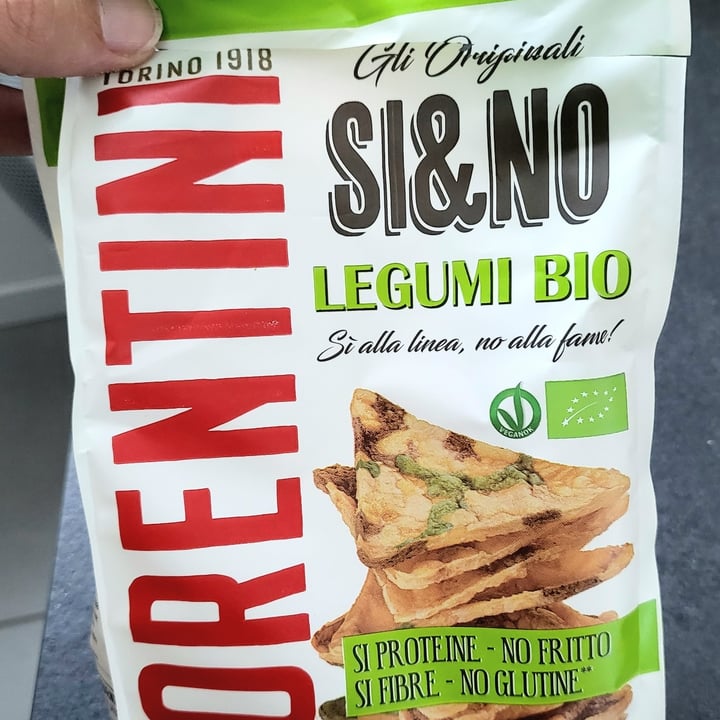 TORINO 1918
ORENTINI
Gli Originali
SI&NO
LEGUMI BIO
Sì alla linea, no alla fame!
VEGANOK
SI PROTEINE - NO FRITTO
SI FIBRE - NO GLUTINE**